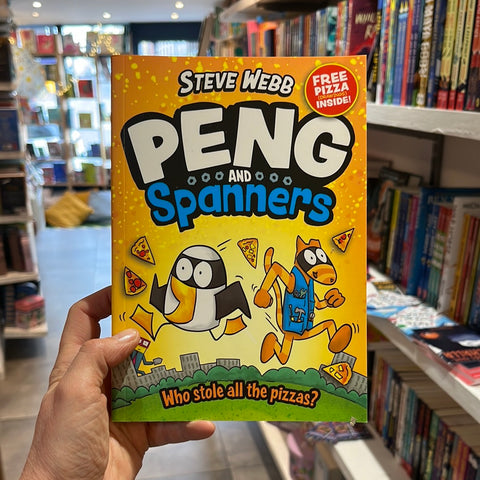 STEVE WEBB
FREE
PIZZA
INSIDE!
PENG
AND
Spanners
Who stole all the pizzas?